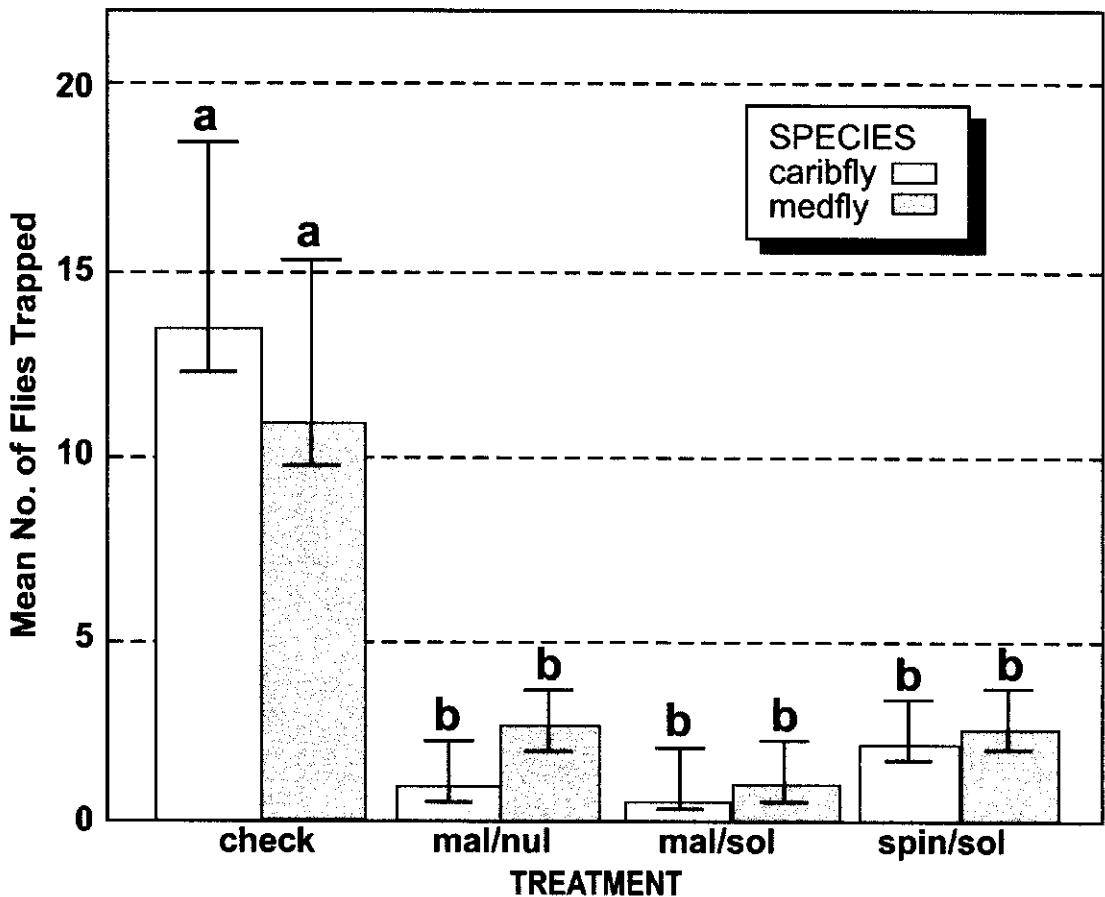 20
15
10
5
0
Mean No. of Flies Trapped
SPECIES
caribfly
medfly
a
a
b
b
b
b
b
b
check
mal/nul
mal/sol
spin/sol
TREATMENT